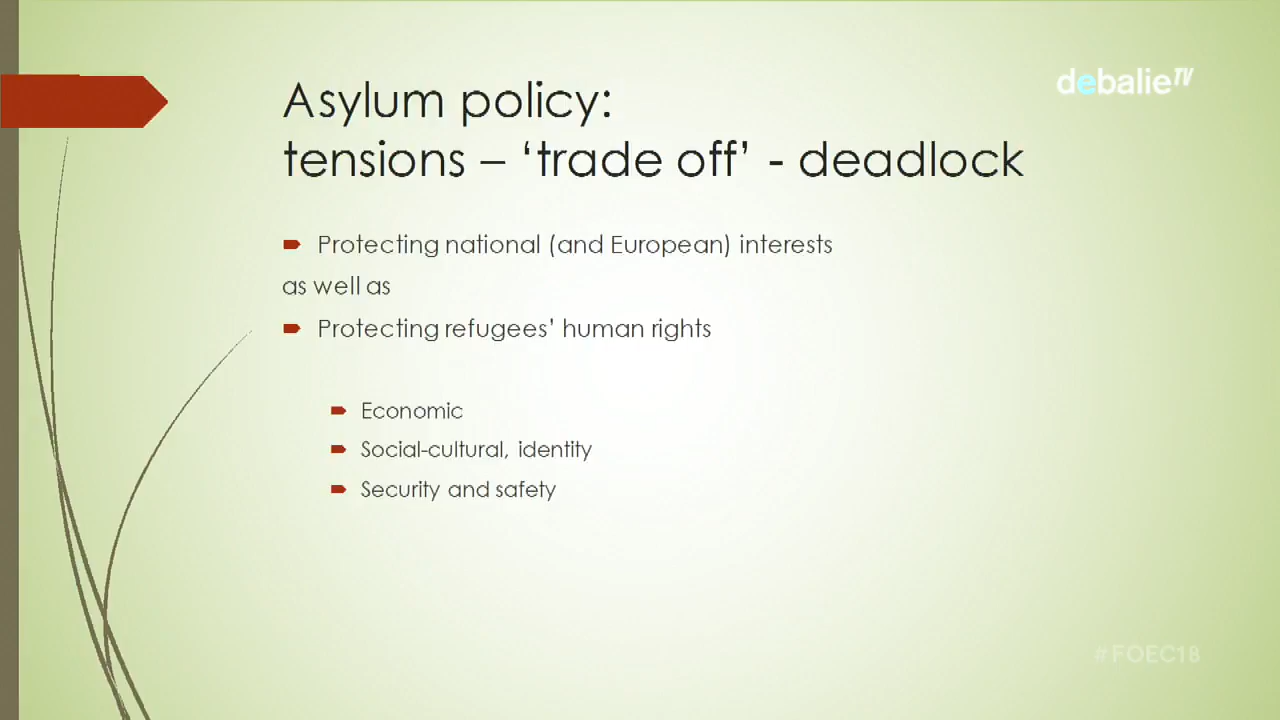 debalieTV
Asylum policy:
tensions – ‘trade off’ - deadlock
Protecting national (and European) interests
as well as
Protecting refugees’ human rights
Economic
Social-cultural, identity
Security and safety
#FOEC18